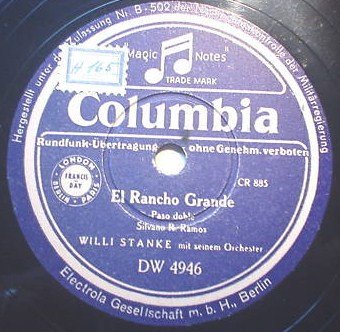 Hergestellt unter der Zulassung Nr. B-502 der Nachrichtenkontrolle der Militärregierung
H 165
Magic Notes
TRADE MARK
Columbia
Rundfunk-Übertragung ohne Genehm. verboten
LONDON
FRANCIS & DAY
BERLIN PARIS
CR 885
El Rancho Grande
Paso doble
Silvano R. Ramos
WILLI STANKE mit seinem Orchester
DW 4946
Electrola Gesellschaft m. b. H., Berlin